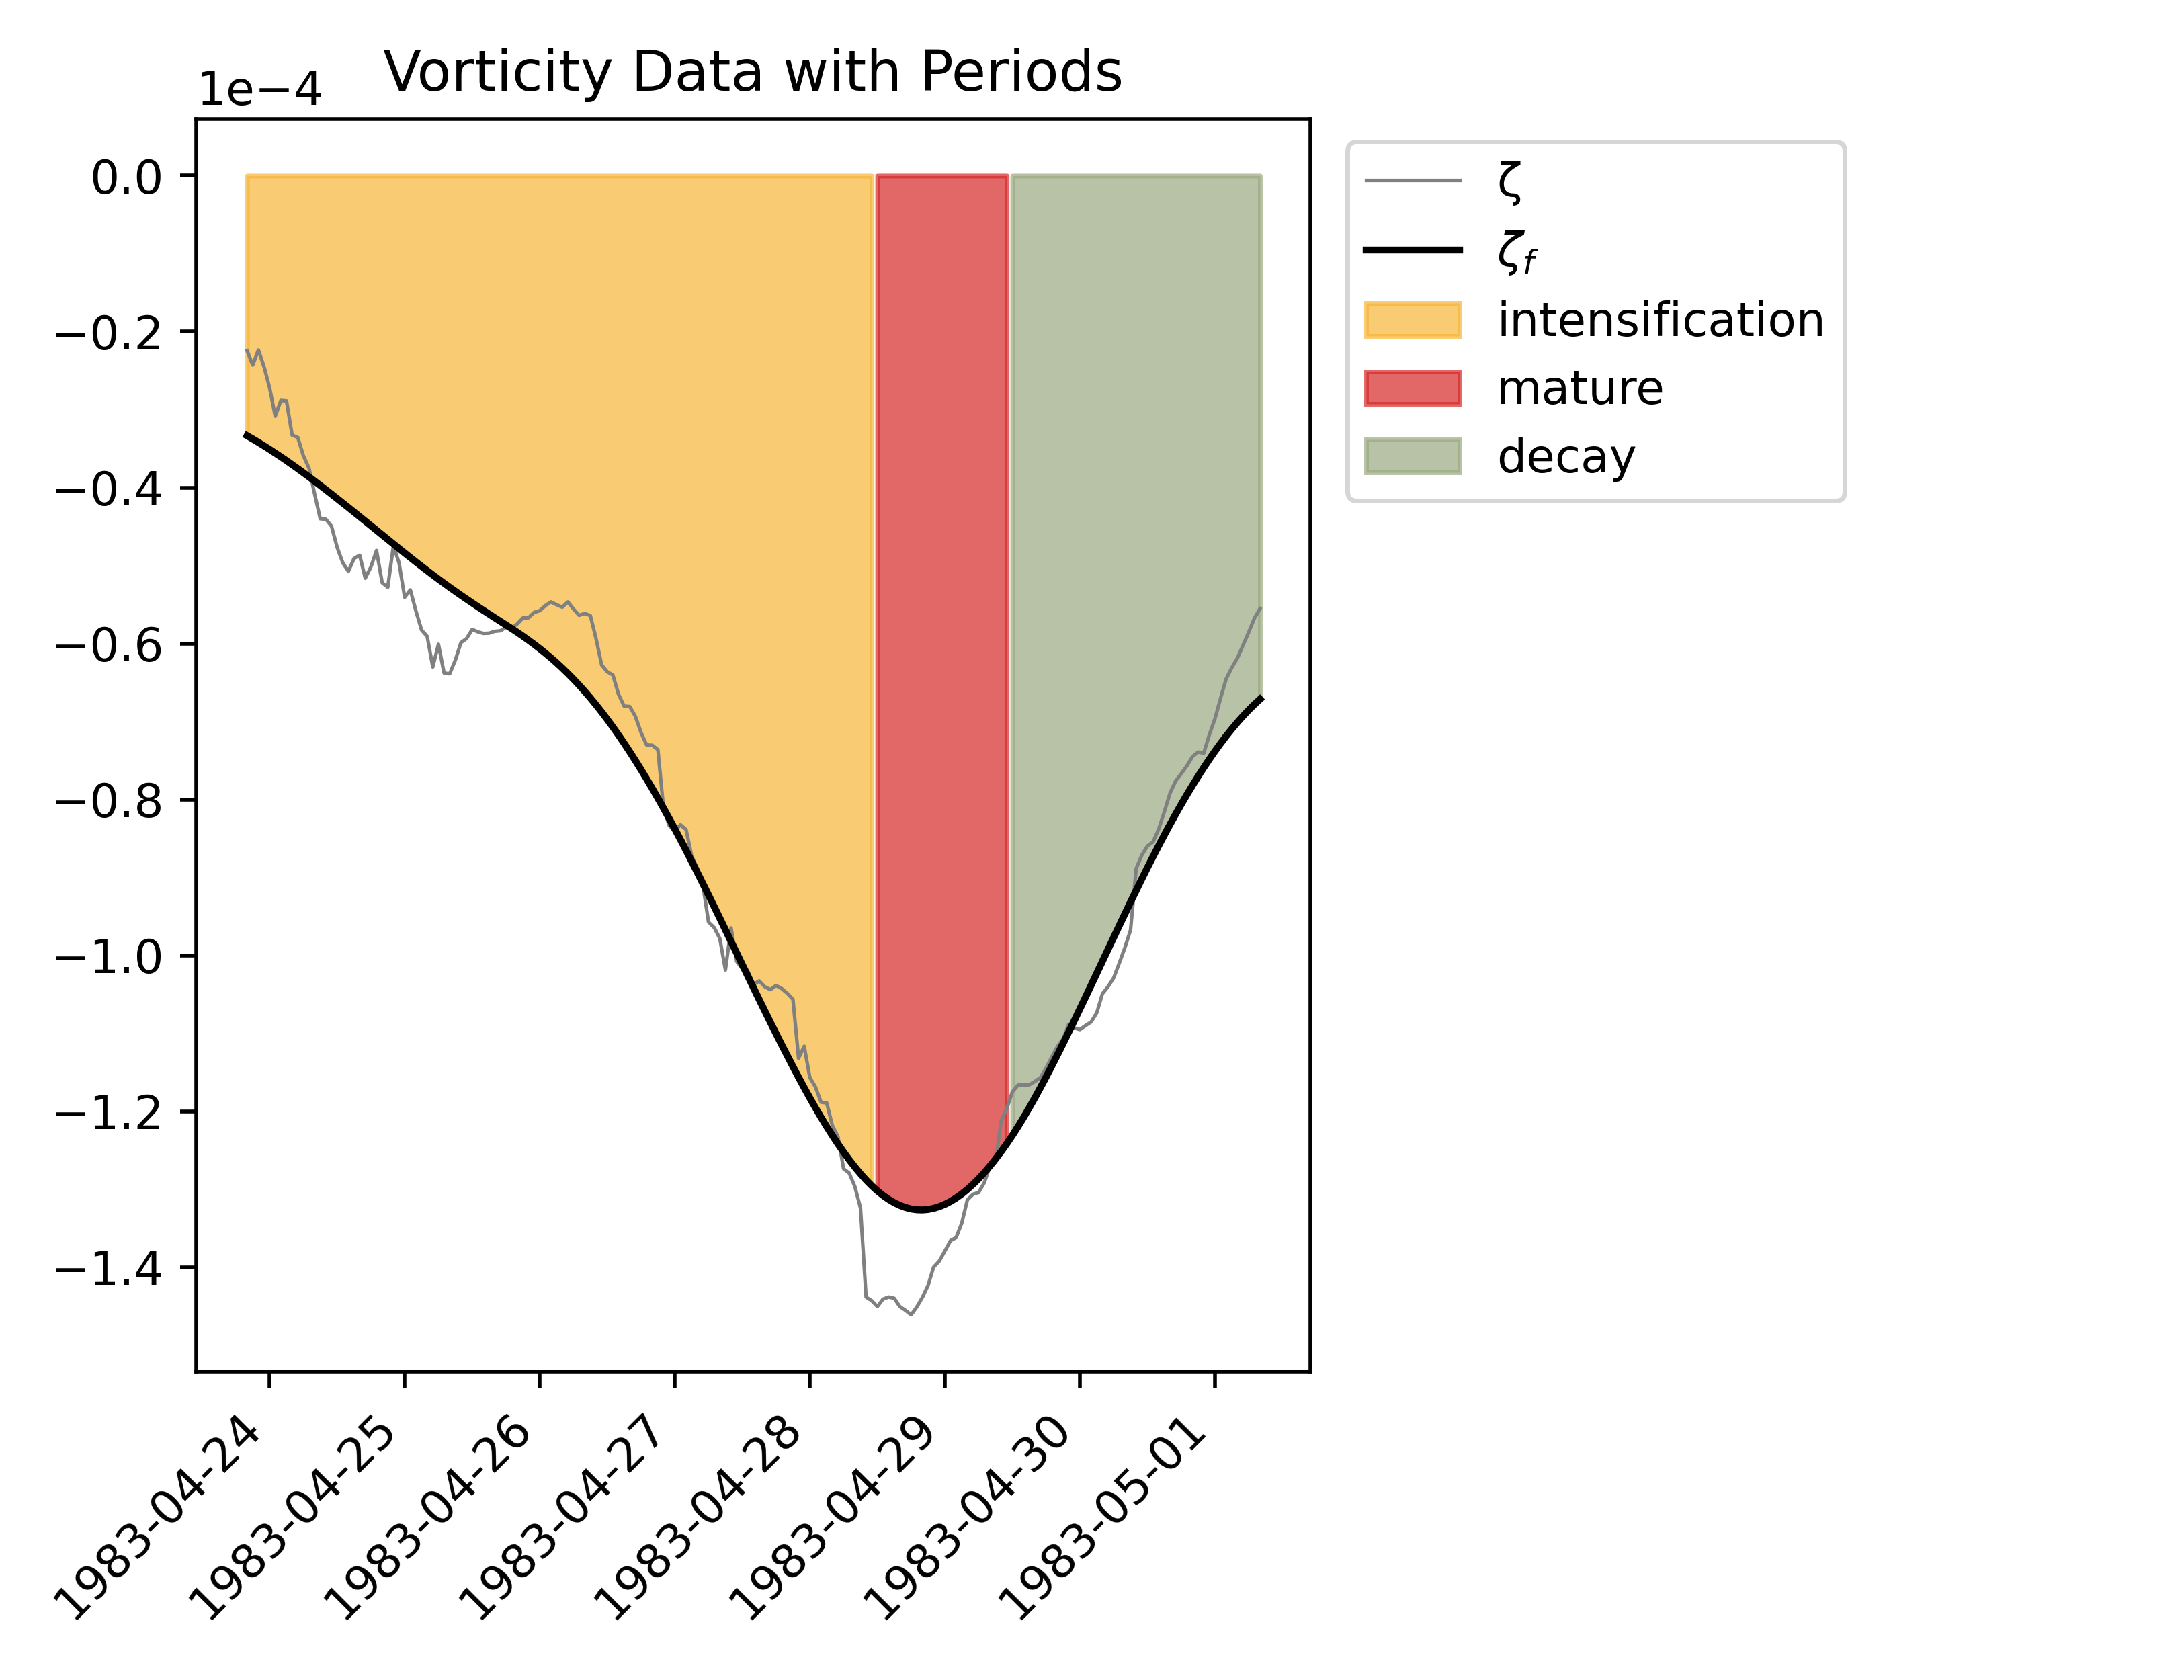 Vorticity Data with Periods
1e−4
0.0
−0.2
−0.4
−0.6
−0.8
−1.0
−1.2
−1.4
1983-04-24
1983-04-25
1983-04-26
1983-04-27
1983-04-28
1983-04-29
1983-04-30
1983-05-01
ζ
ζf
intensification
mature
decay